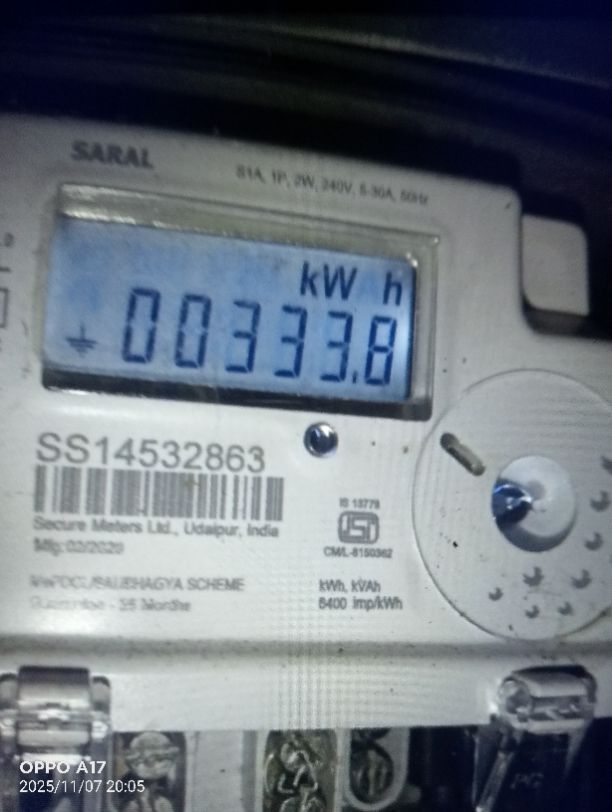 SARAL
S1A, 1P, 2W, 240V, 5-30A, 50Hz
kW h
00333.8
SS14532863
Secure Meters Ltd., Udaipur, India
Mfg:02/2020
IS 13779
CM/L-8150362
SAUBHAGYA SCHEME
kWh, kVAh
6400 imp/kWh
OPPO A17
2025/11/07 20:05